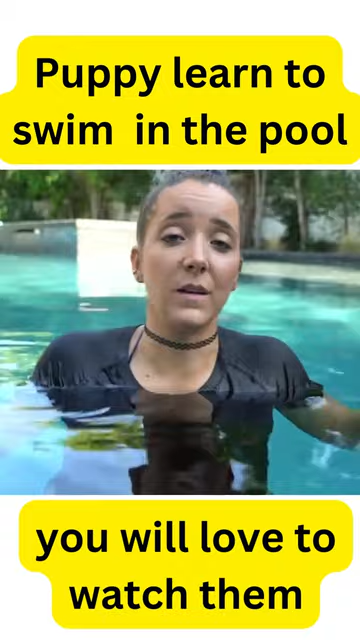 Puppy learn to
swim in the pool
you will love to
watch them